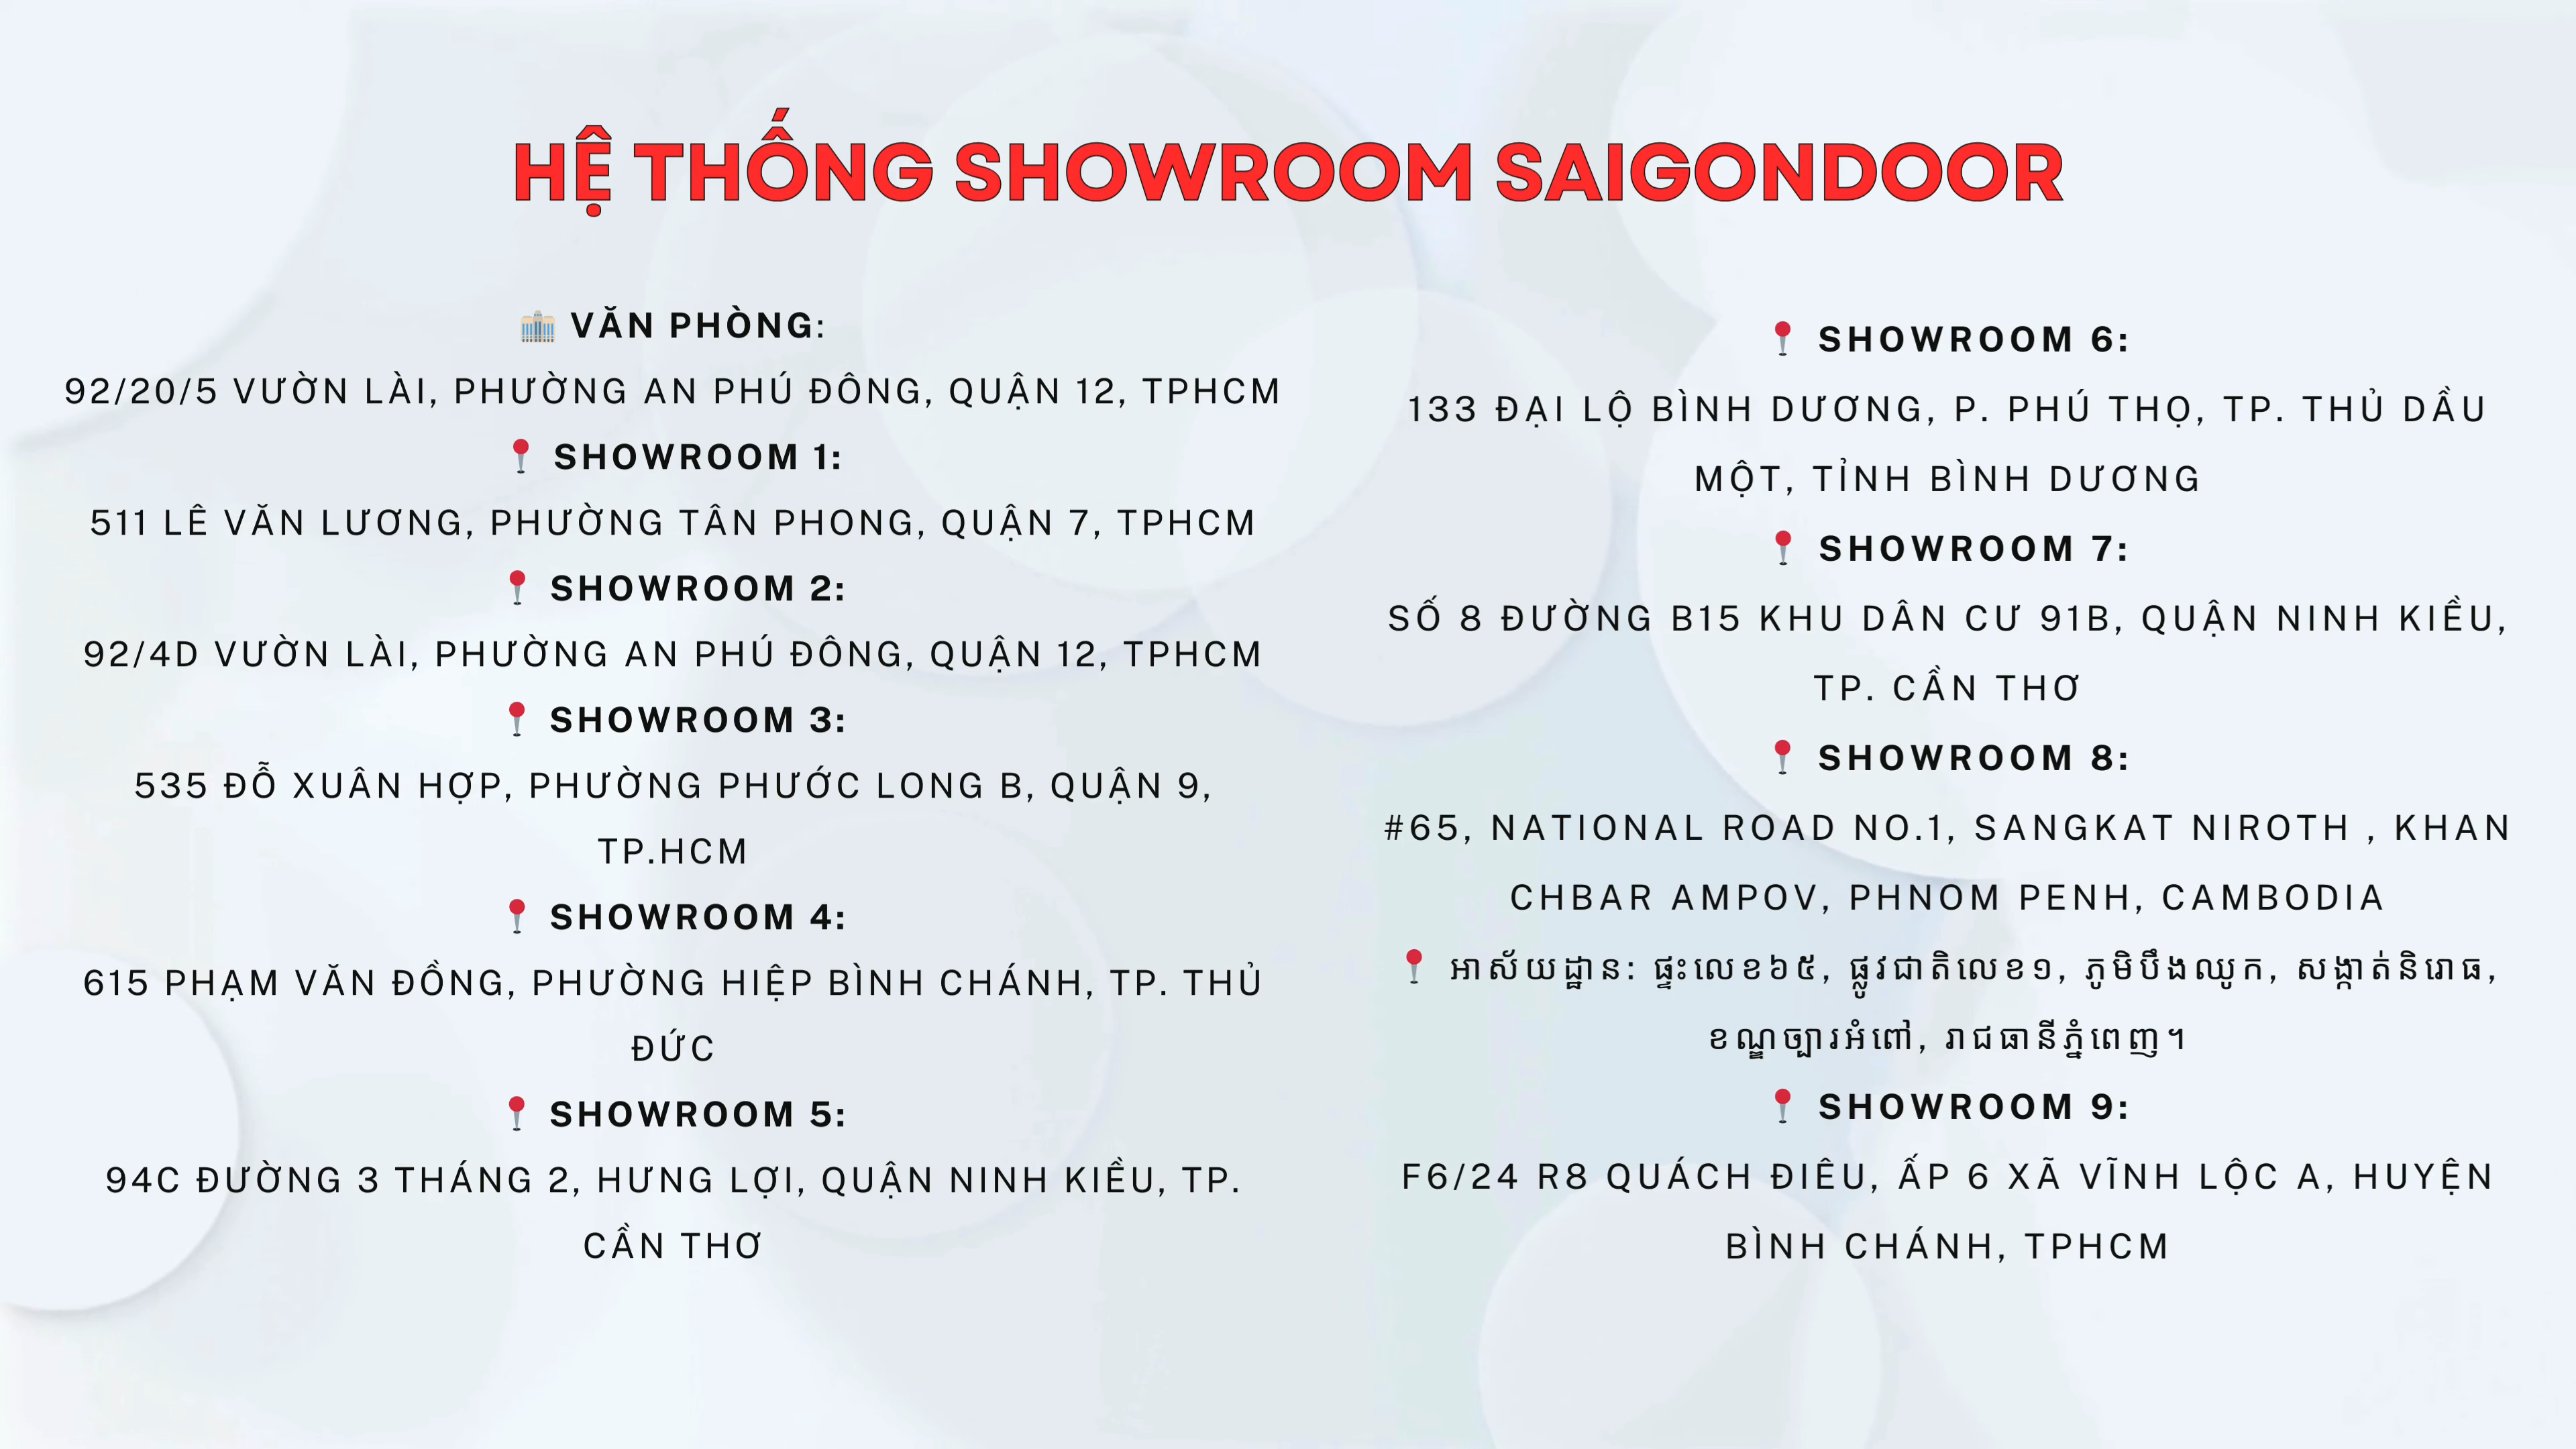 HỆ THỐNG SHOWROOM SAIGONDOOR
🏢 VĂN PHÒNG:
92/20/5 VƯỜN LÀI, PHƯỜNG AN PHÚ ĐÔNG, QUẬN 12, TPHCM
📍 SHOWROOM 1:
511 LÊ VĂN LƯƠNG, PHƯỜNG TÂN PHONG, QUẬN 7, TPHCM
📍 SHOWROOM 2:
92/4D VƯỜN LÀI, PHƯỜNG AN PHÚ ĐÔNG, QUẬN 12, TPHCM
📍 SHOWROOM 3:
535 ĐỖ XUÂN HỢP, PHƯỜNG PHƯỚC LONG B, QUẬN 9,
TP.HCM
📍 SHOWROOM 4:
615 PHẠM VĂN ĐỒNG, PHƯỜNG HIỆP BÌNH CHÁNH, TP. THỦ
ĐỨC
📍 SHOWROOM 5:
94C ĐƯỜNG 3 THÁNG 2, HƯNG LỢI, QUẬN NINH KIỀU, TP.
CẦN THƠ
📍 SHOWROOM 6:
133 ĐẠI LỘ BÌNH DƯƠNG, P. PHÚ THỌ, TP. THỦ DẦU
MỘT, TỈNH BÌNH DƯƠNG
📍 SHOWROOM 7:
SỐ 8 ĐƯỜNG B15 KHU DÂN CƯ 91B, QUẬN NINH KIỀU,
TP. CẦN THƠ
📍 SHOWROOM 8:
#65, NATIONAL ROAD NO.1, SANGKAT NIROTH , KHAN
CHBAR AMPOV, PHNOM PENH, CAMBODIA
📍 អាស័យដ្ឋាន: ផ្ទះលេខ៦៥, ផ្លូវជាតិលេខ១, ភូមិបឹងឈូក, សង្កាត់និរោធ,
ខណ្ឌច្បារអំពៅ, រាជធានីភ្នំពេញ។
📍 SHOWROOM 9:
F6/24 R8 QUÁCH ĐIÊU, ẤP 6 XÃ VĨNH LỘC A, HUYỆN
BÌNH CHÁNH, TPHCM